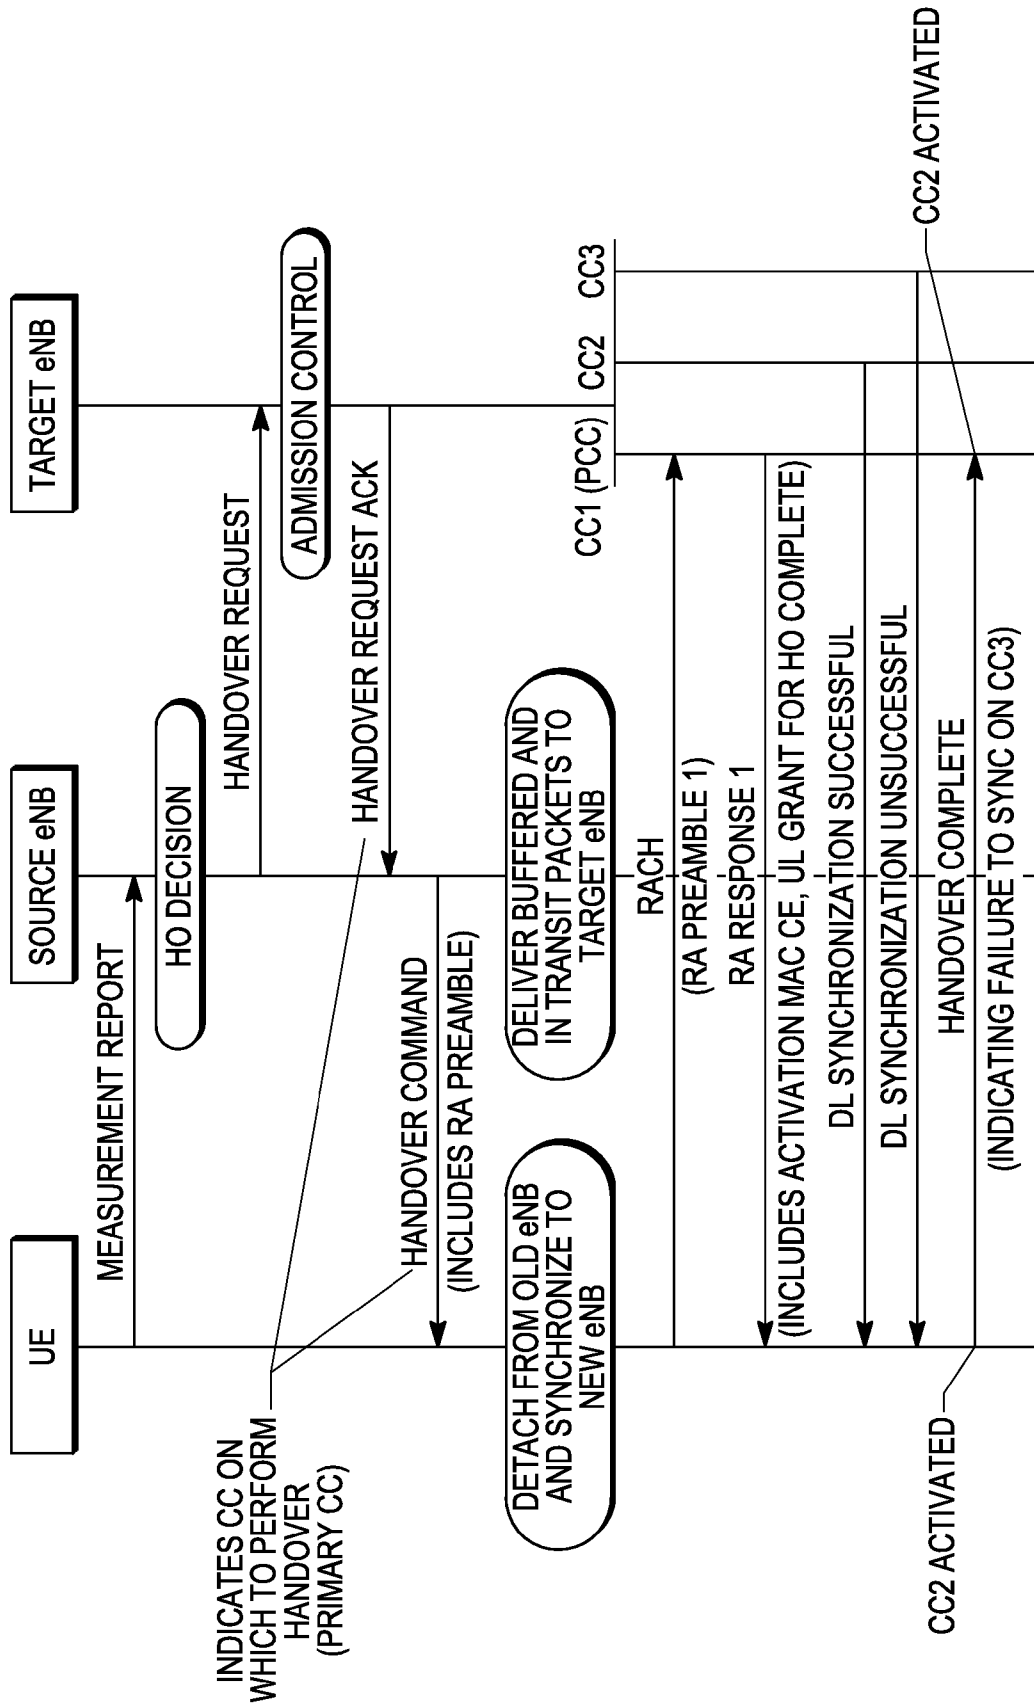 UE
SOURCE eNB
TARGET eNB
MEASUREMENT REPORT
HO DECISION
HANDOVER REQUEST
ADMISSION CONTROL
INDICATES CC ON
WHICH TO PERFORM
HANDOVER
(PRIMARY CC)
HANDOVER REQUEST ACK
HANDOVER COMMAND
(INCLUDES RA PREAMBLE)
DETACH FROM OLD eNB
AND SYNCHRONIZE TO
NEW eNB
DELIVER BUFFERED AND
IN TRANSIT PACKETS TO
TARGET eNB
CC1 (PCC)
CC2
CC3
RACH
(RA PREAMBLE 1)
RA RESPONSE 1
(INCLUDES ACTIVATION MAC CE, UL GRANT FOR HO COMPLETE)
DL SYNCHRONIZATION SUCCESSFUL
DL SYNCHRONIZATION UNSUCCESSFUL
HANDOVER COMPLETE
(INDICATING FAILURE TO SYNC ON CC3)
CC2 ACTIVATED
CC2 ACTIVATED